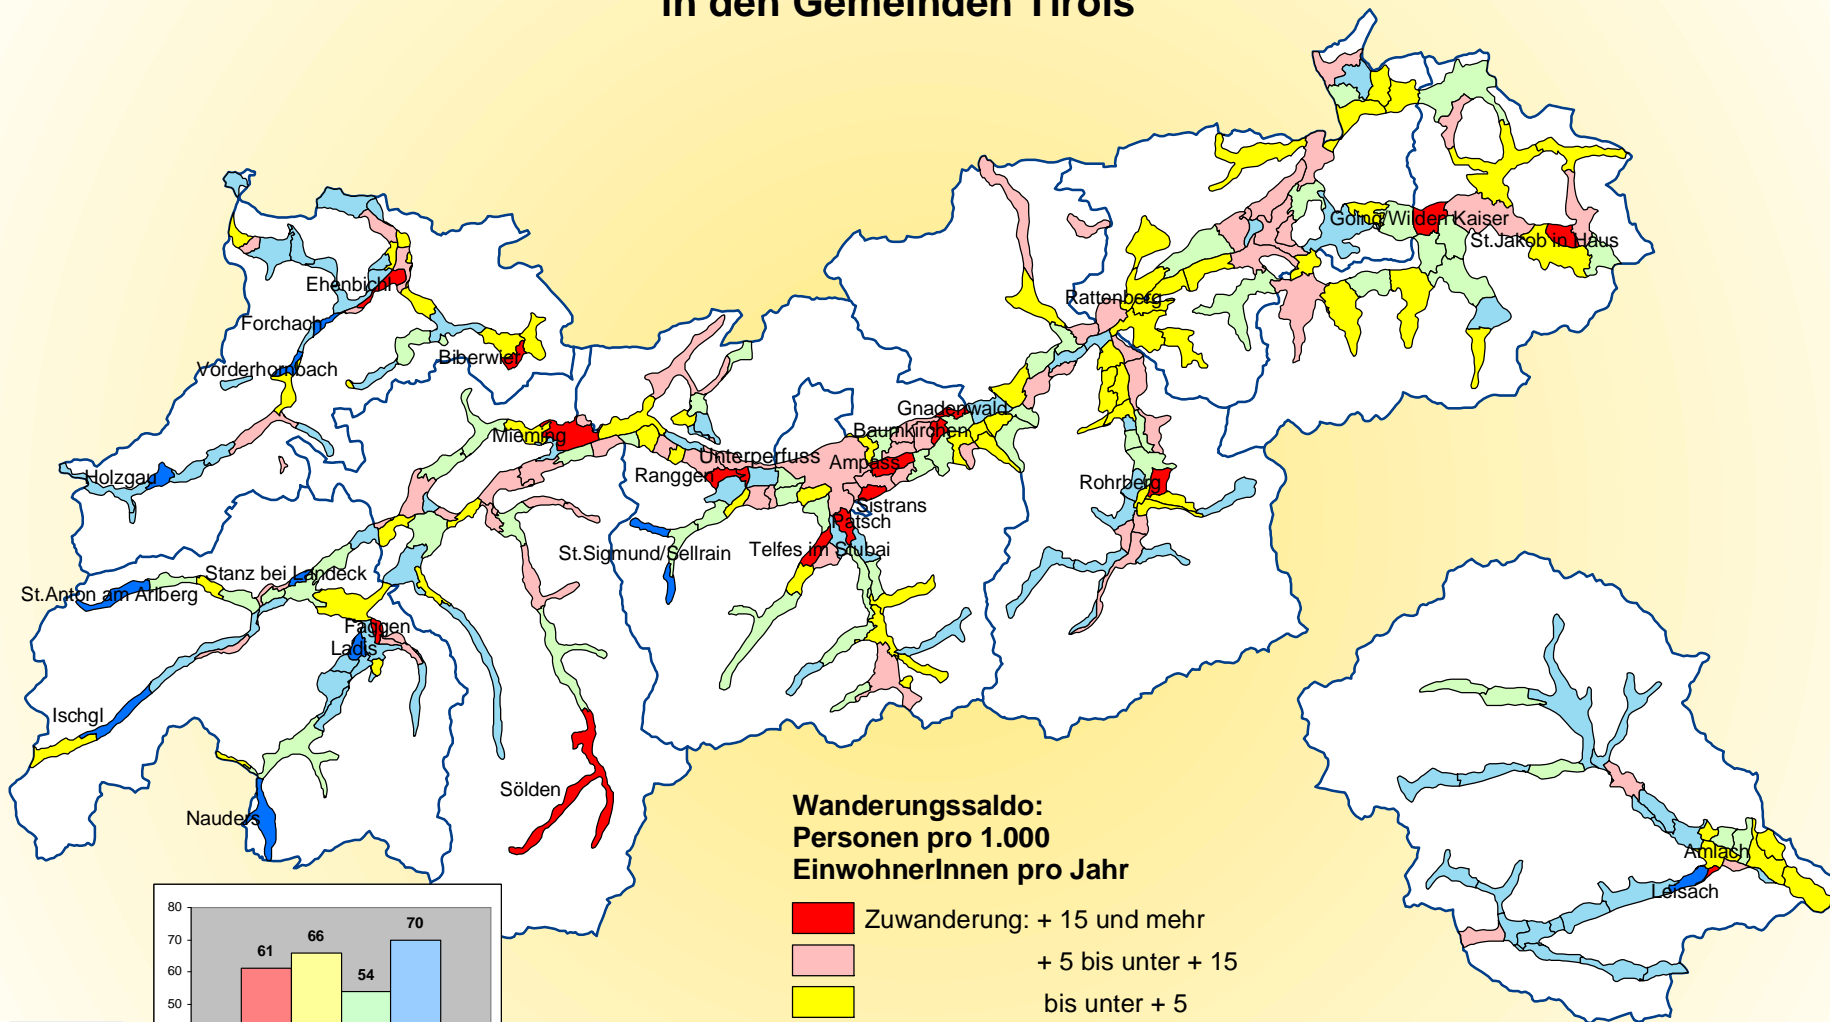 in den Gemeinden Tirols
Going/Wilden Kaiser
St.Jakob in Haus
Ehenbichl
Rattenberg
Forchach
Biberwier
Vorderhornbach
Gnadenwald
Mieming
Baumkirchen
Unterperfuss
Ampass
Holzgau
Ranggen
Rohrberg
Sistrans
Patsch
St.Sigmund/Sellrain
Telfes im Stubai
Stanz bei Landeck
St.Anton am Arlberg
Faggen
Ladis
Ischgl
Sölden
Nauders
Amlach
Leisach
Wanderungssaldo:
Personen pro 1.000
EinwohnerInnen pro Jahr
Zuwanderung: + 15 und mehr
+ 5 bis unter + 15
bis unter + 5
80
70
60
50
61
66
54
70